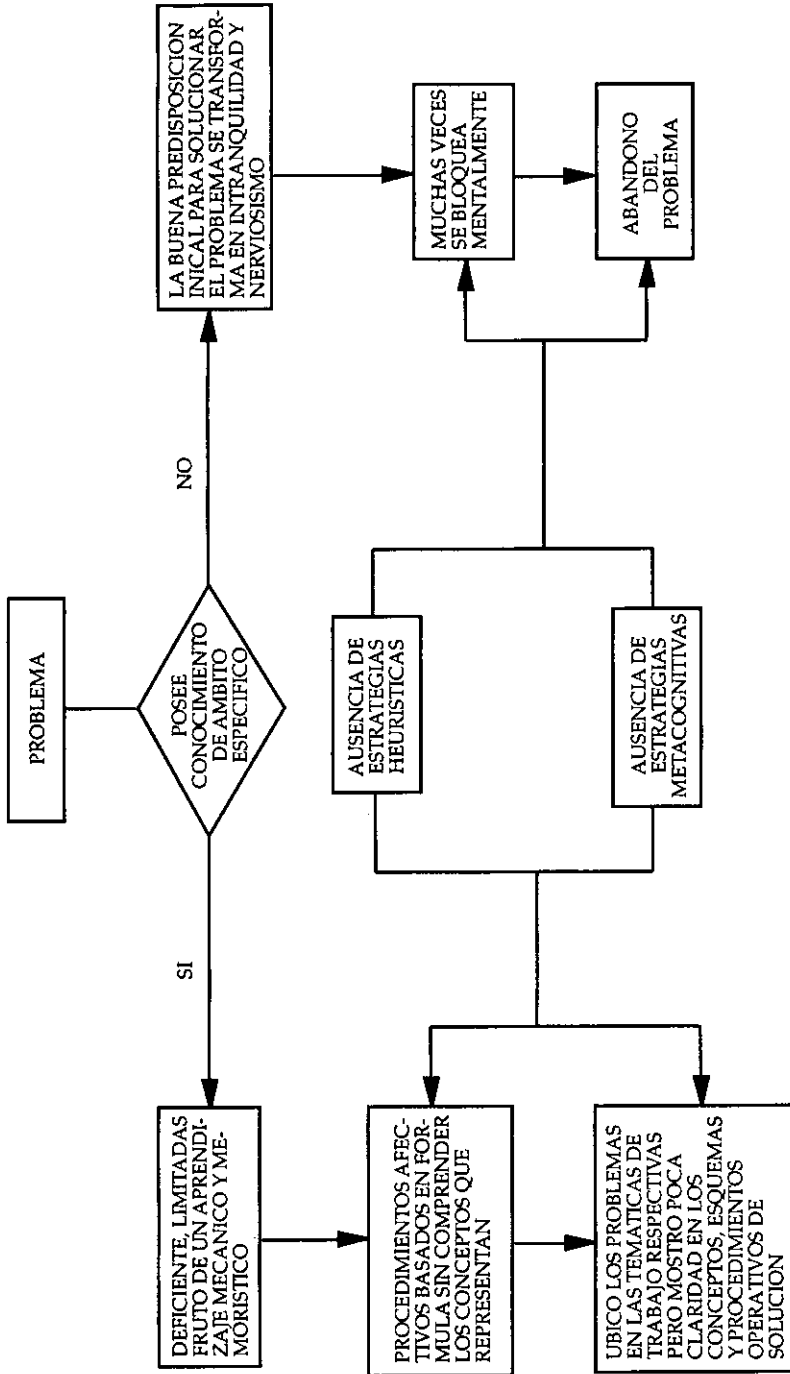 PROBLEMA
POSEE
CONOCIMIENTO
DE AMBITO
ESPECIFICO
SI
NO
DEFICIENTE, LIMITADAS
FRUTO DE UN APRENDI-
ZAJE MECANICO Y ME-
MORISTICO
LA BUENA PREDISPOSICION
INICAL PARA SOLUCIONAR
EL PROBLEMA SE TRANSFOR-
MA EN INTRANQUILIDAD Y
NERVIOSISMO
PROCEDIMIENTOS AFEC-
TIVOS BASADOS EN FOR-
MULA SIN COMPRENDER
LOS CONCEPTOS QUE
REPRESENTAN
AUSENCIA DE
ESTRATEGIAS
HEURISTICAS
MUCHAS VECES
SE BLOQUEA
MENTALMENTE
UBICO LOS PROBLEMAS
EN LAS TEMATICAS DE
TRABAJO RESPECTIVAS
PERO MOSTRO POCA
CLARIDAD EN LOS
CONCEPTOS, ESQUEMAS
Y PROCEDIMIENTOS
OPERATIVOS DE
SOLUCION
AUSENCIA DE
ESTRATEGIAS
METACOGNITIVAS
ABANDONO
DEL
PROBLEMA